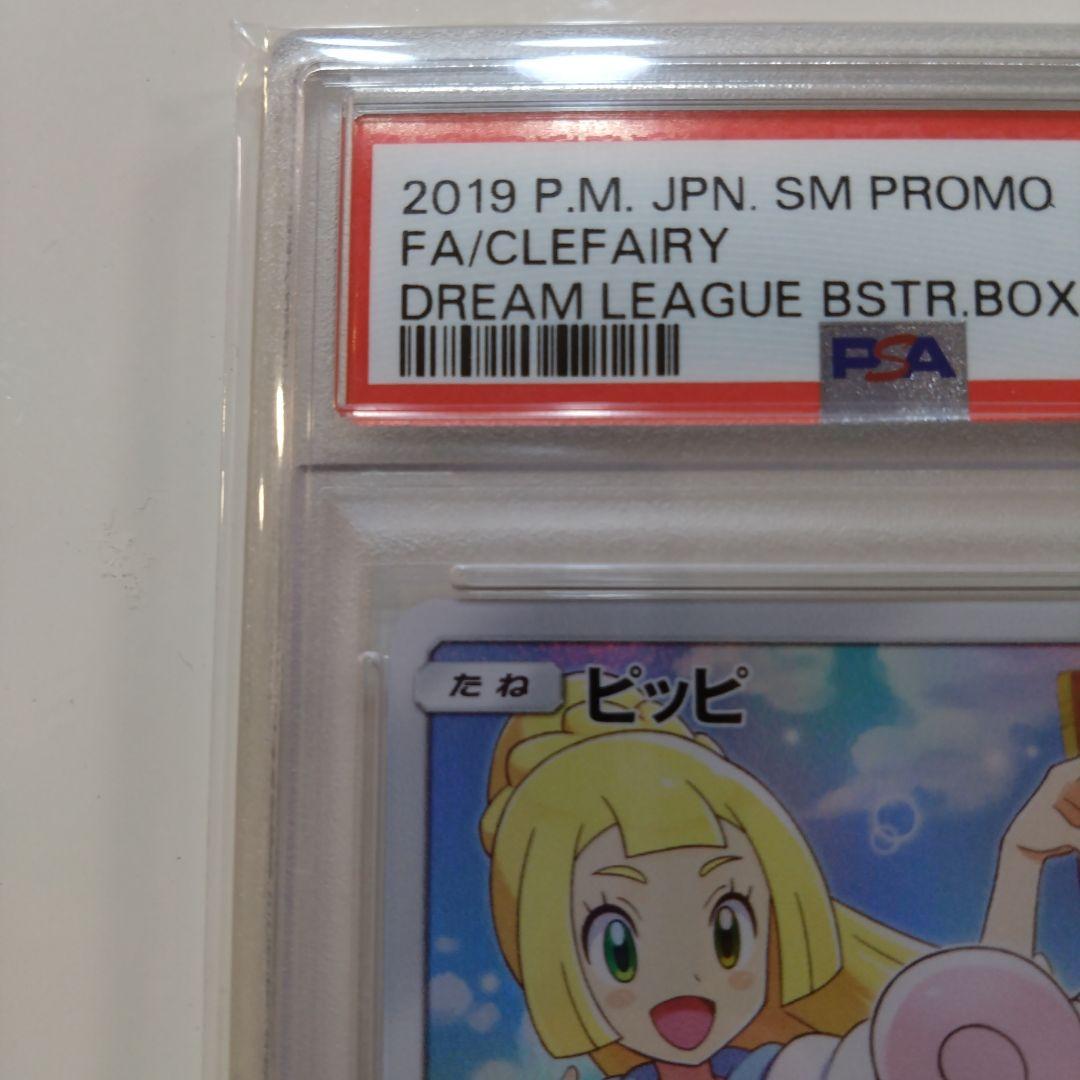 2019 P.M. JPN. SM PROMO
FA/CLEFAIRY
DREAM LEAGUE BSTR.BOX
PSA
たね ピッピ